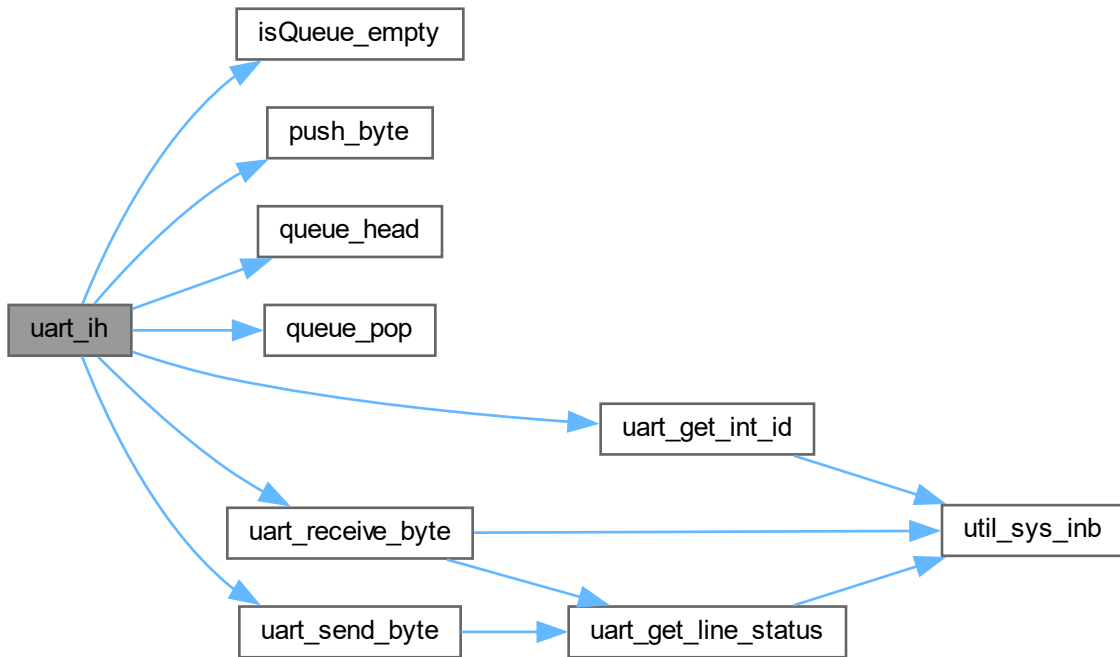 isQueue_empty
push_byte
queue_head
uart_ih
queue_pop
uart_get_int_id
uart_receive_byte
util_sys_inb
uart_send_byte
uart_get_line_status